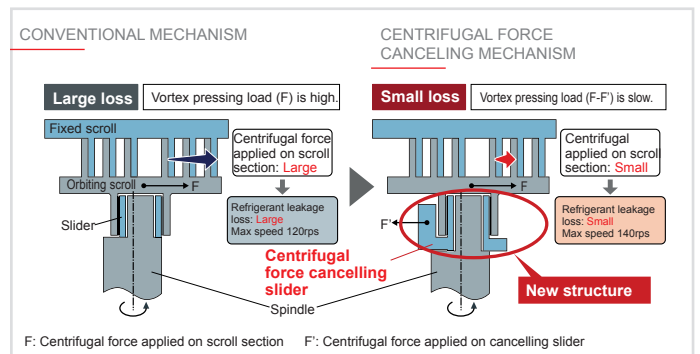 CONVENTIONAL MECHANISM
CENTRIFUGAL FORCE
CANCELING MECHANISM
Large loss
Vortex pressing load (F) is high.
Fixed scroll
Centrifugal force
applied on scroll
section: Large
Orbiting scroll
F
Slider
Refrigerant leakage
loss: Large
Max speed 120rps
Small loss
Vortex pressing load (F-F') is slow.
Centrifugal
applied on scroll
section: Small
F
F'
Refrigerant leakage
loss: Small
Max speed 140rps
Centrifugal
force cancelling
slider
Spindle
New structure
F: Centrifugal force applied on scroll section F': Centrifugal force applied on cancelling slider